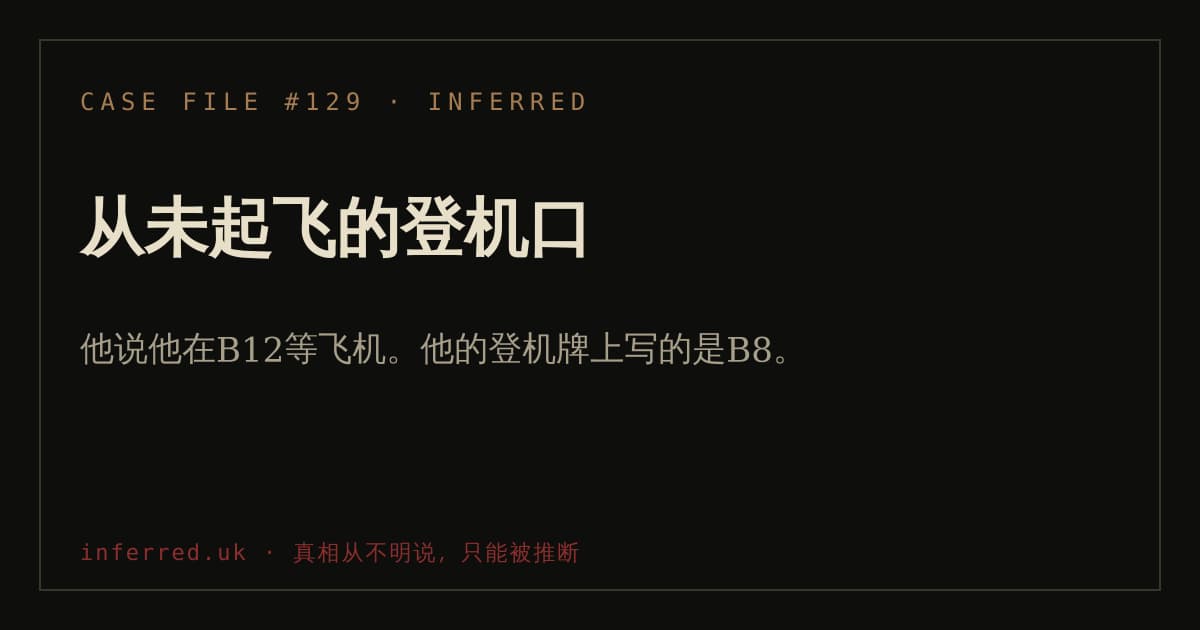 CASE FILE #129 · INFERRED
从未起飞的登机口
他说他在B12等飞机。他的登机牌上写的是B8。
inferred.uk · 真相从不明说，只能被推断